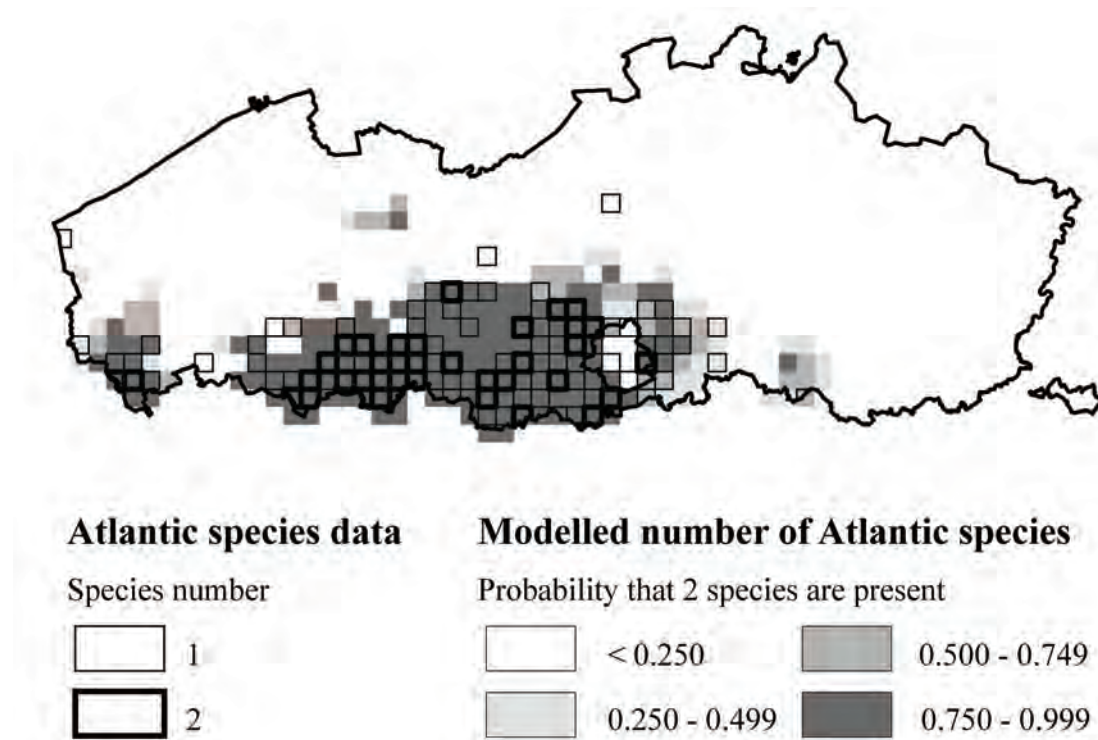 Atlantic species data
Species number
1
2
Modelled number of Atlantic species
Probability that 2 species are present
< 0.250
0.250 - 0.499
0.500 - 0.749
0.750 - 0.999